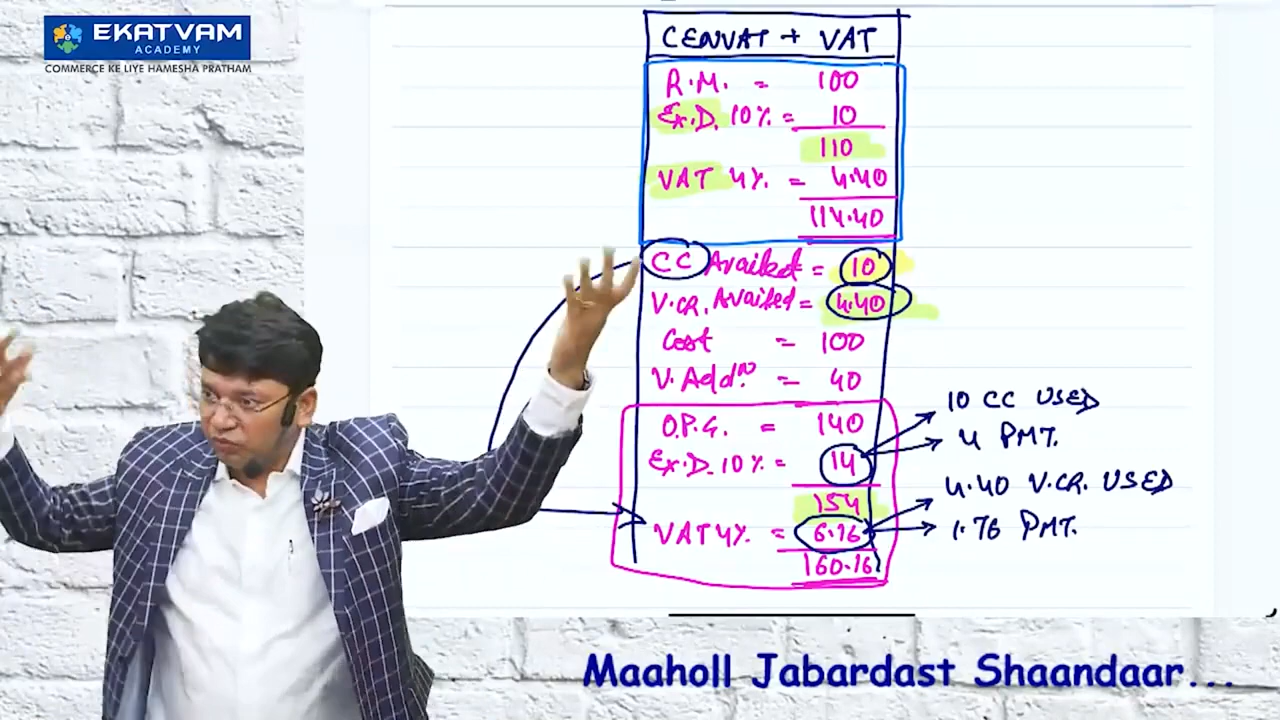 EKATVAM
ACADEMY
COMMERCE KE LIYE HAMESHA PRATHAM
CENVAT + VAT
R.M. = 100
Ex.D. 10% = 10
110
VAT 4% = 4.40
114.40
CC Availed = 10
V.CR. Availed = 4.40
Cost = 100
V. Addn. = 40
O.P.G. = 140
Ex.D. 10% = 14
154
VAT 4% = 6.16
160.16
10 CC USED
4 PMT.
4.40 V.CR. USED
1.76 PMT.
Maaholl Jabardast Shaandaar...